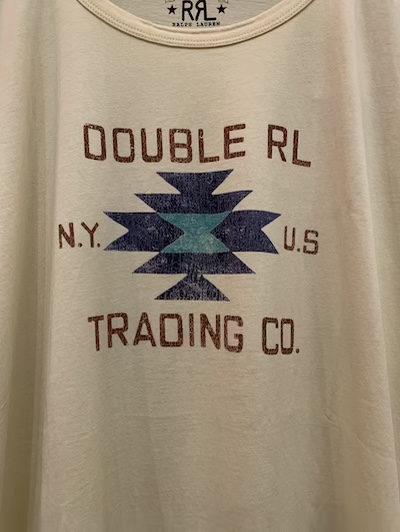 RRL
RALPH LAUREN
DOUBLE RL
N.Y. U.S
TRADING CO.